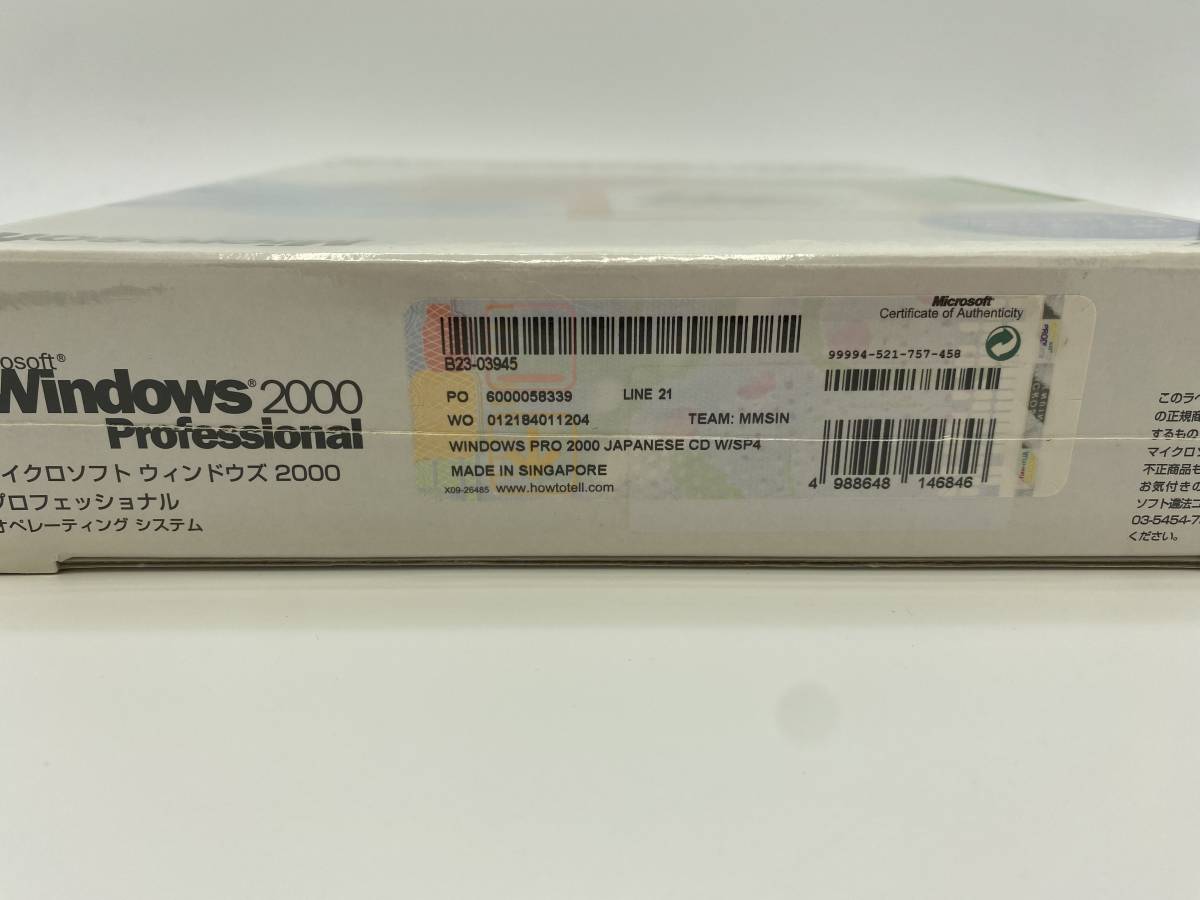 osoft®
Windows® 2000
Professional
イクロソフト ウィンドウズ 2000
プロフェッショナル
オペレーティング システム
B23-03945
PO 6000058339 LINE 21
WO 012184011204 TEAM: MMSIN
WINDOWS PRO 2000 JAPANESE CD W/SP4
MADE IN SINGAPORE
X09-26485 www.howtotell.com
Microsoft
Certificate of Authenticity
99994-521-757-458
4 988648 146846
このラベ
の正規商
するもの
マイクロソ
不正商品も
お気付きの
ソフト違法コ
03-5454-7
ください。